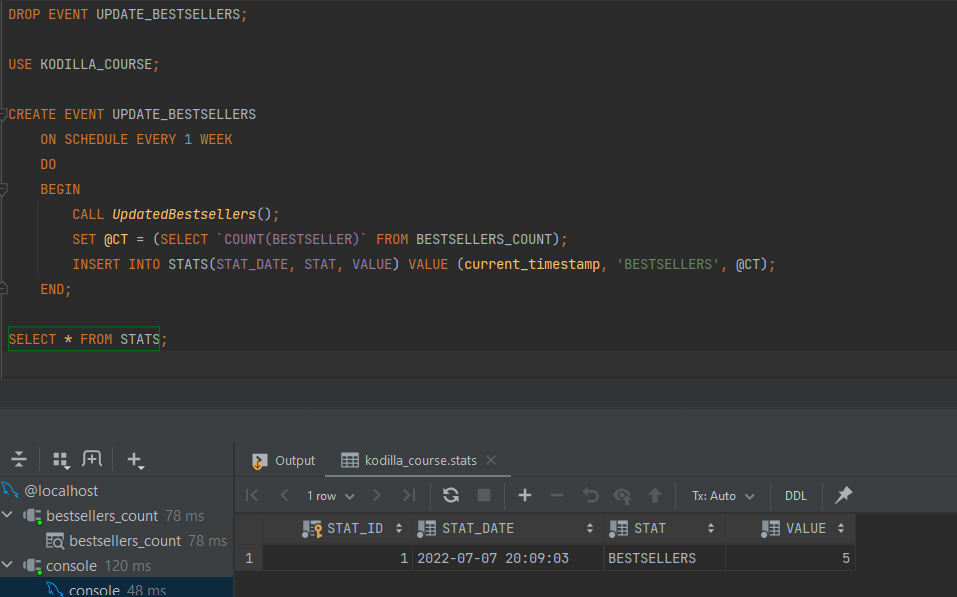 DROP EVENT UPDATE_BESTSELLERS;
USE KODILLA_COURSE;
CREATE EVENT UPDATE_BESTSELLERS
ON SCHEDULE EVERY 1 WEEK
DO
BEGIN
CALL UpdatedBestsellers();
SET @CT = (SELECT `COUNT(BESTSELLER)` FROM BESTSELLERS_COUNT);
INSERT INTO STATS(STAT_DATE, STAT, VALUE) VALUE (current_timestamp, 'BESTSELLERS', @CT);
END;
SELECT * FROM STATS;
Output kodilla_course.stats
1 row Tx: Auto DDL
@localhost
bestsellers_count 78 ms
bestsellers_count 78 ms
console 120 ms
console 48 ms
STAT_ID STAT_DATE STAT VALUE
1 1 2022-07-07 20:09:03 BESTSELLERS 5